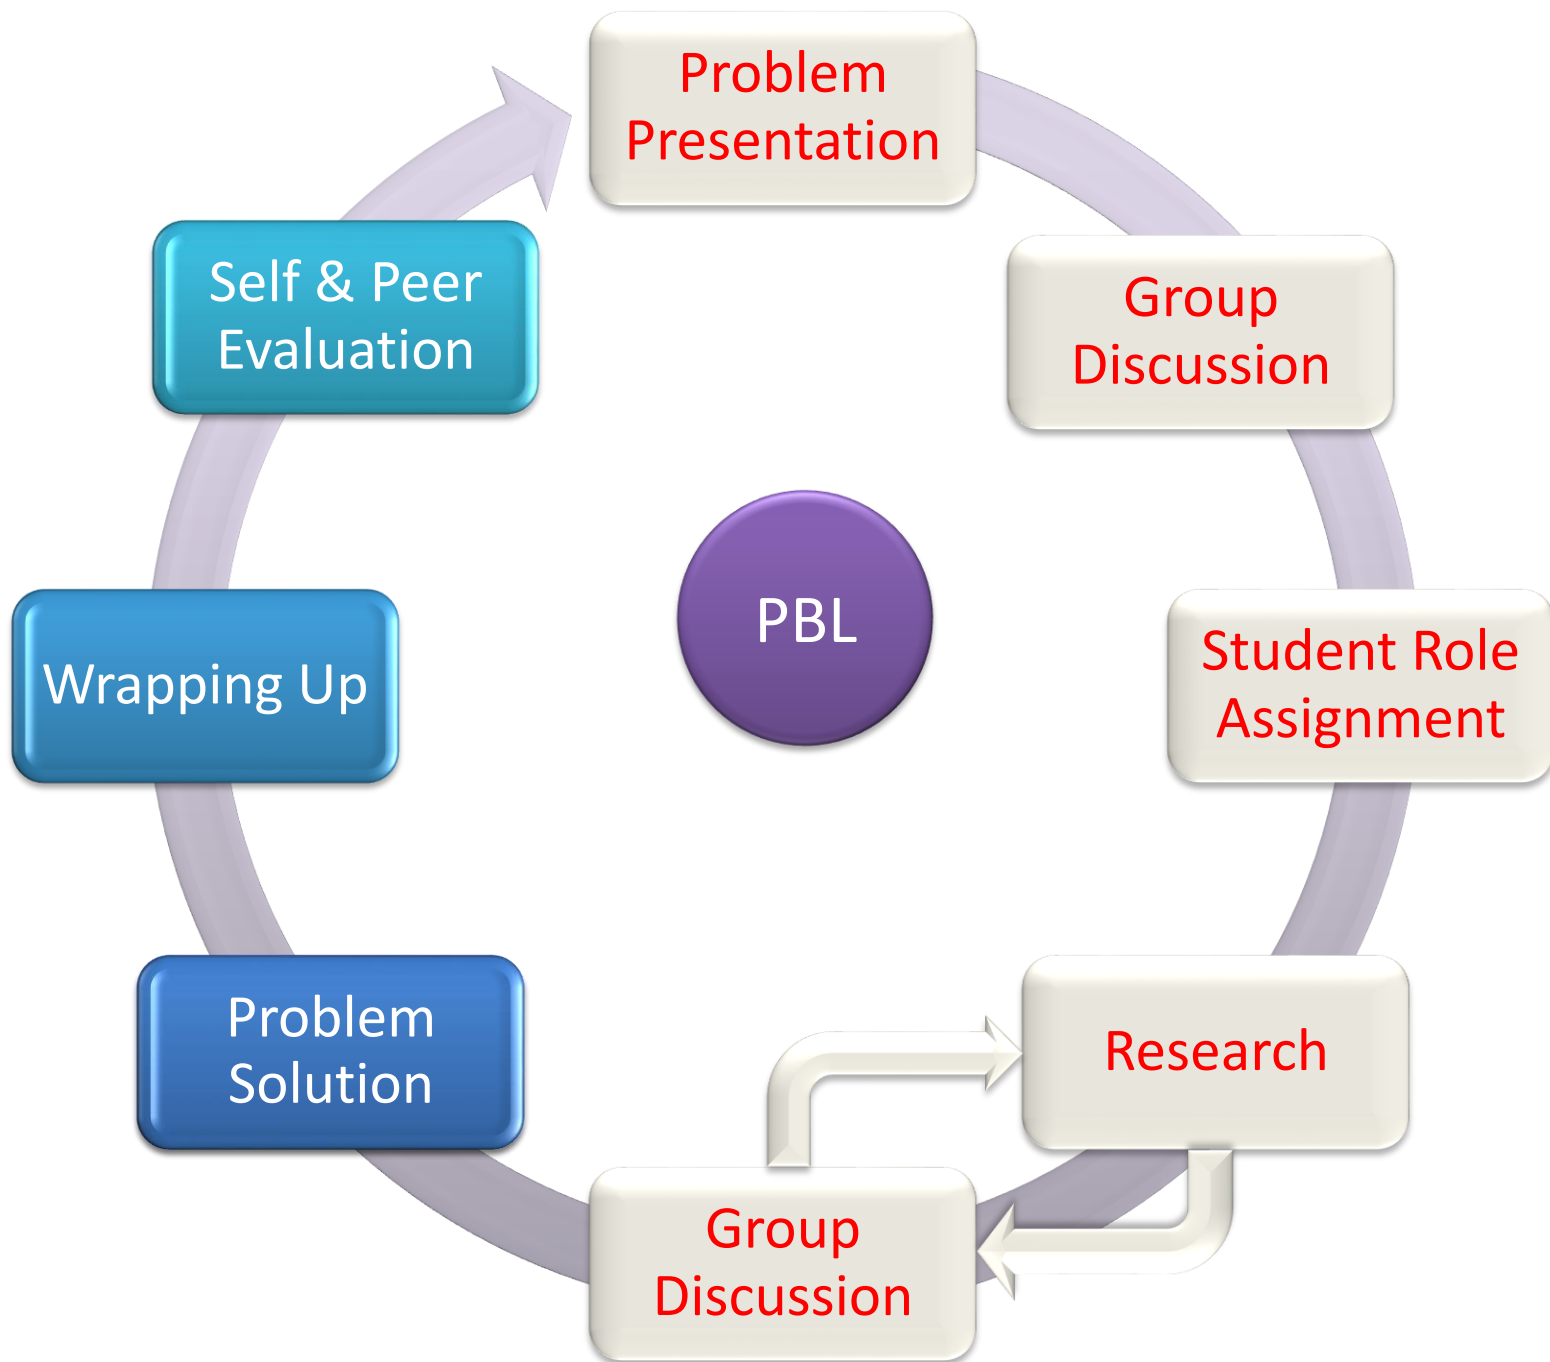 Problem
Presentation
Group
Discussion
Student Role
Assignment
Research
Group
Discussion
Problem
Solution
Wrapping Up
Self & Peer
Evaluation
PBL